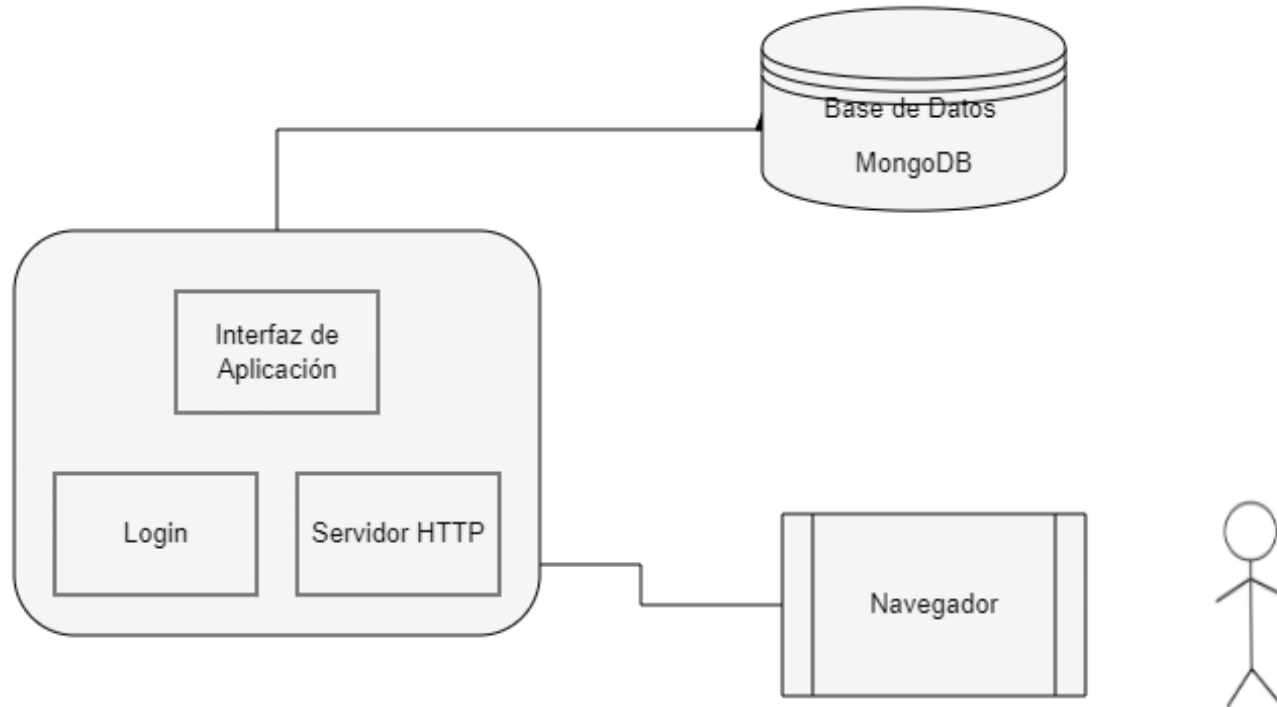 Base de Datos
MongoDB
Interfaz de
Aplicación
Login
Servidor HTTP
Navegador